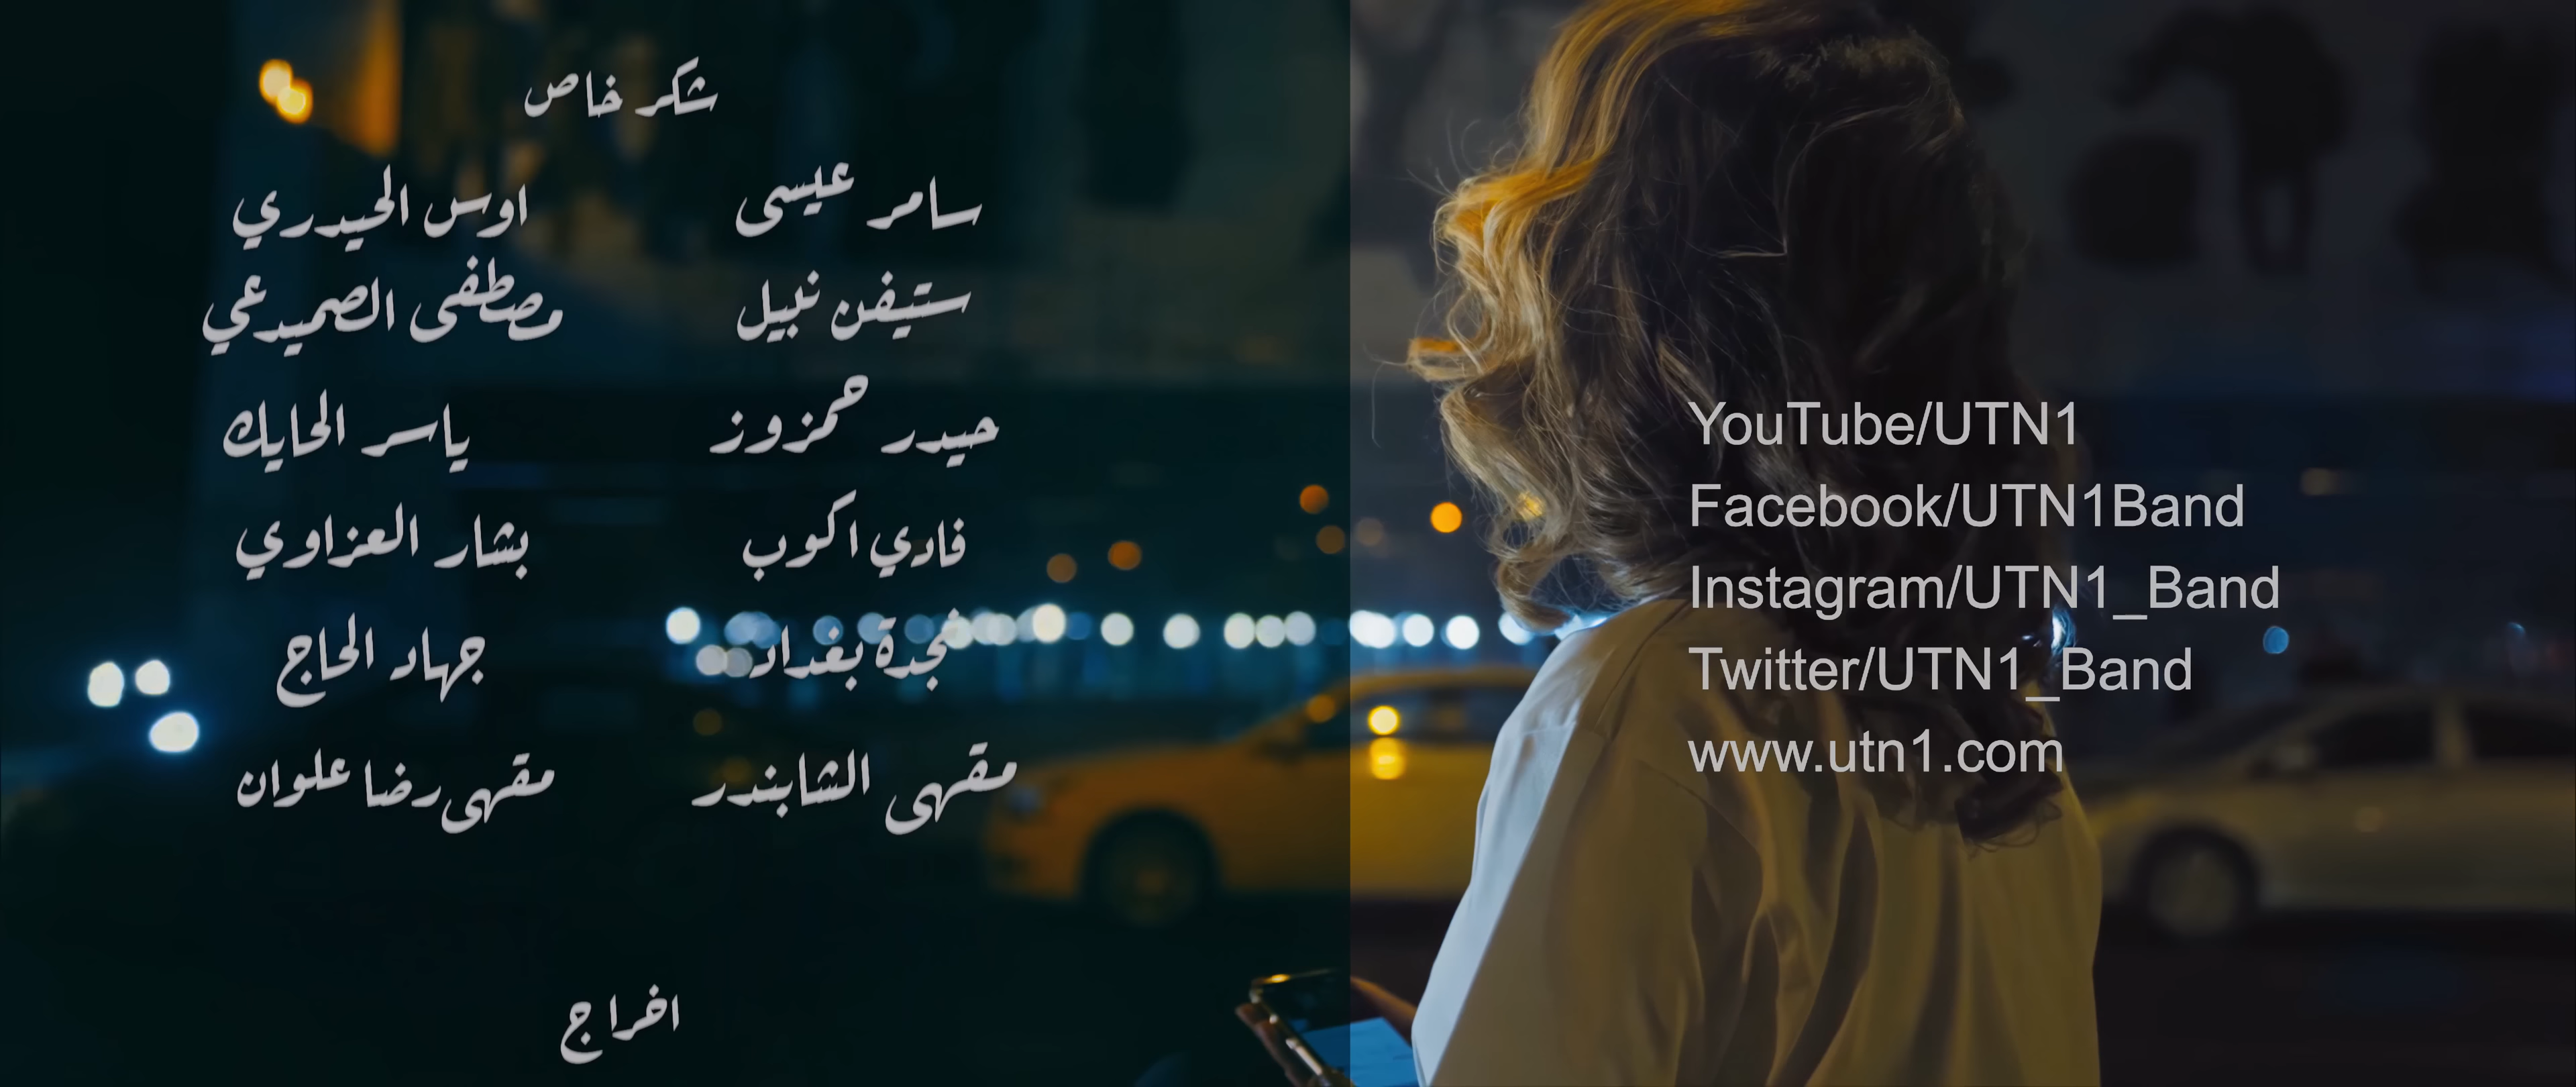 شكر خاص
سامر عيسى
اوس الحيدري
ستيفن نبيل
مصطفى الصميدعي
حيدر حمزوز
ياسر الحايك
فادي اكوب
بشار العزاوي
نجدة بغداد
جهاد الحاج
مقهى الشابندر
مقهى رضا علوان
اخراج
YouTube/UTN1
Facebook/UTN1Band
Instagram/UTN1_Band
Twitter/UTN1_Band
www.utn1.com